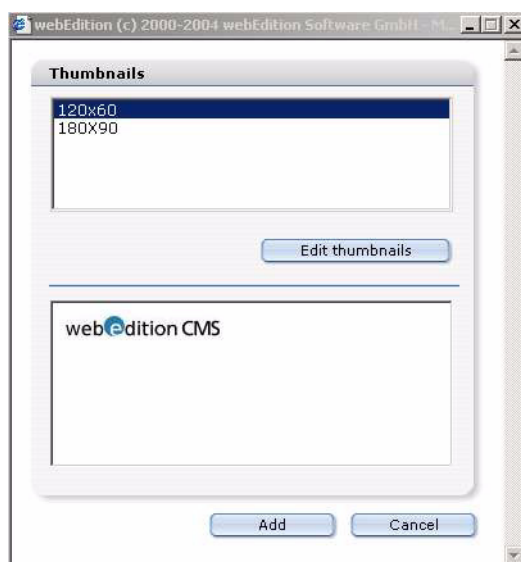 webEdition (c) 2000-2004 webEdition Software GmbH - M...
Thumbnails
120x60
180X90
Edit thumbnails
webedition CMS
Add
Cancel